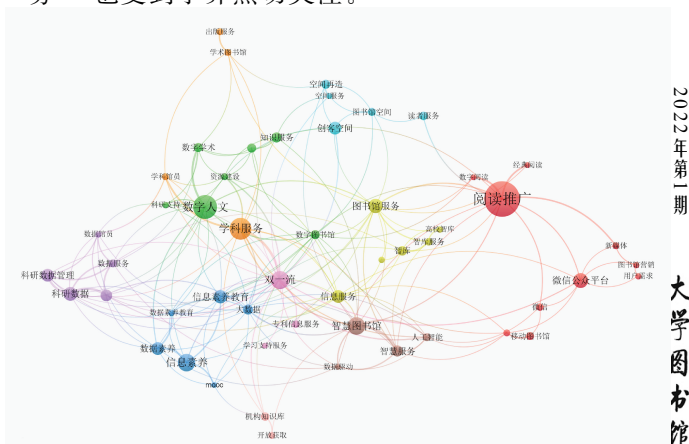 出版服务
学术图书馆
空间再造
空间服务
图书馆空间
读者服务
创客空间
知识服务
数字学术
经典阅读
学科馆员
资源建设
数字阅读
阅读推广
科研支持
数字人文
图书馆服务
学科服务
高校智库
数据馆员
数字图书馆
智库服务
智库
新媒体
数据服务
图书馆营销
科研数据管理
双一流
微信公众平台
用户需求
科研数据
信息素养教育
信息服务
大数据
微信
数据素养教育
专利信息服务
智慧图书馆
人工智能
移动图书馆
数据素养
学习支持服务
智慧服务
信息素养
数据驱动
mooc
机构知识库
开放获取
2022年第1期
大学图书馆